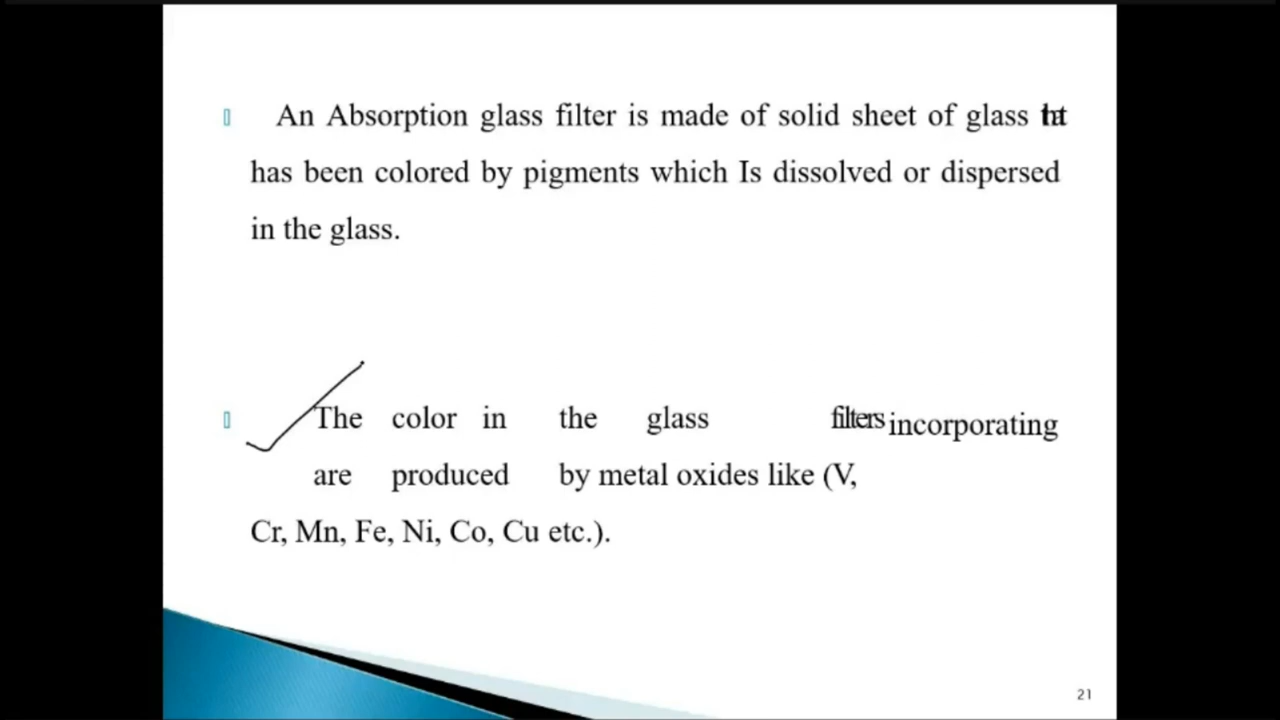 An Absorption glass filter is made of solid sheet of glass that
has been colored by pigments which Is dissolved or dispersed
in the glass.
The color in the glass filters incorporating
are produced by metal oxides like (V,
Cr, Mn, Fe, Ni, Co, Cu etc.).
21